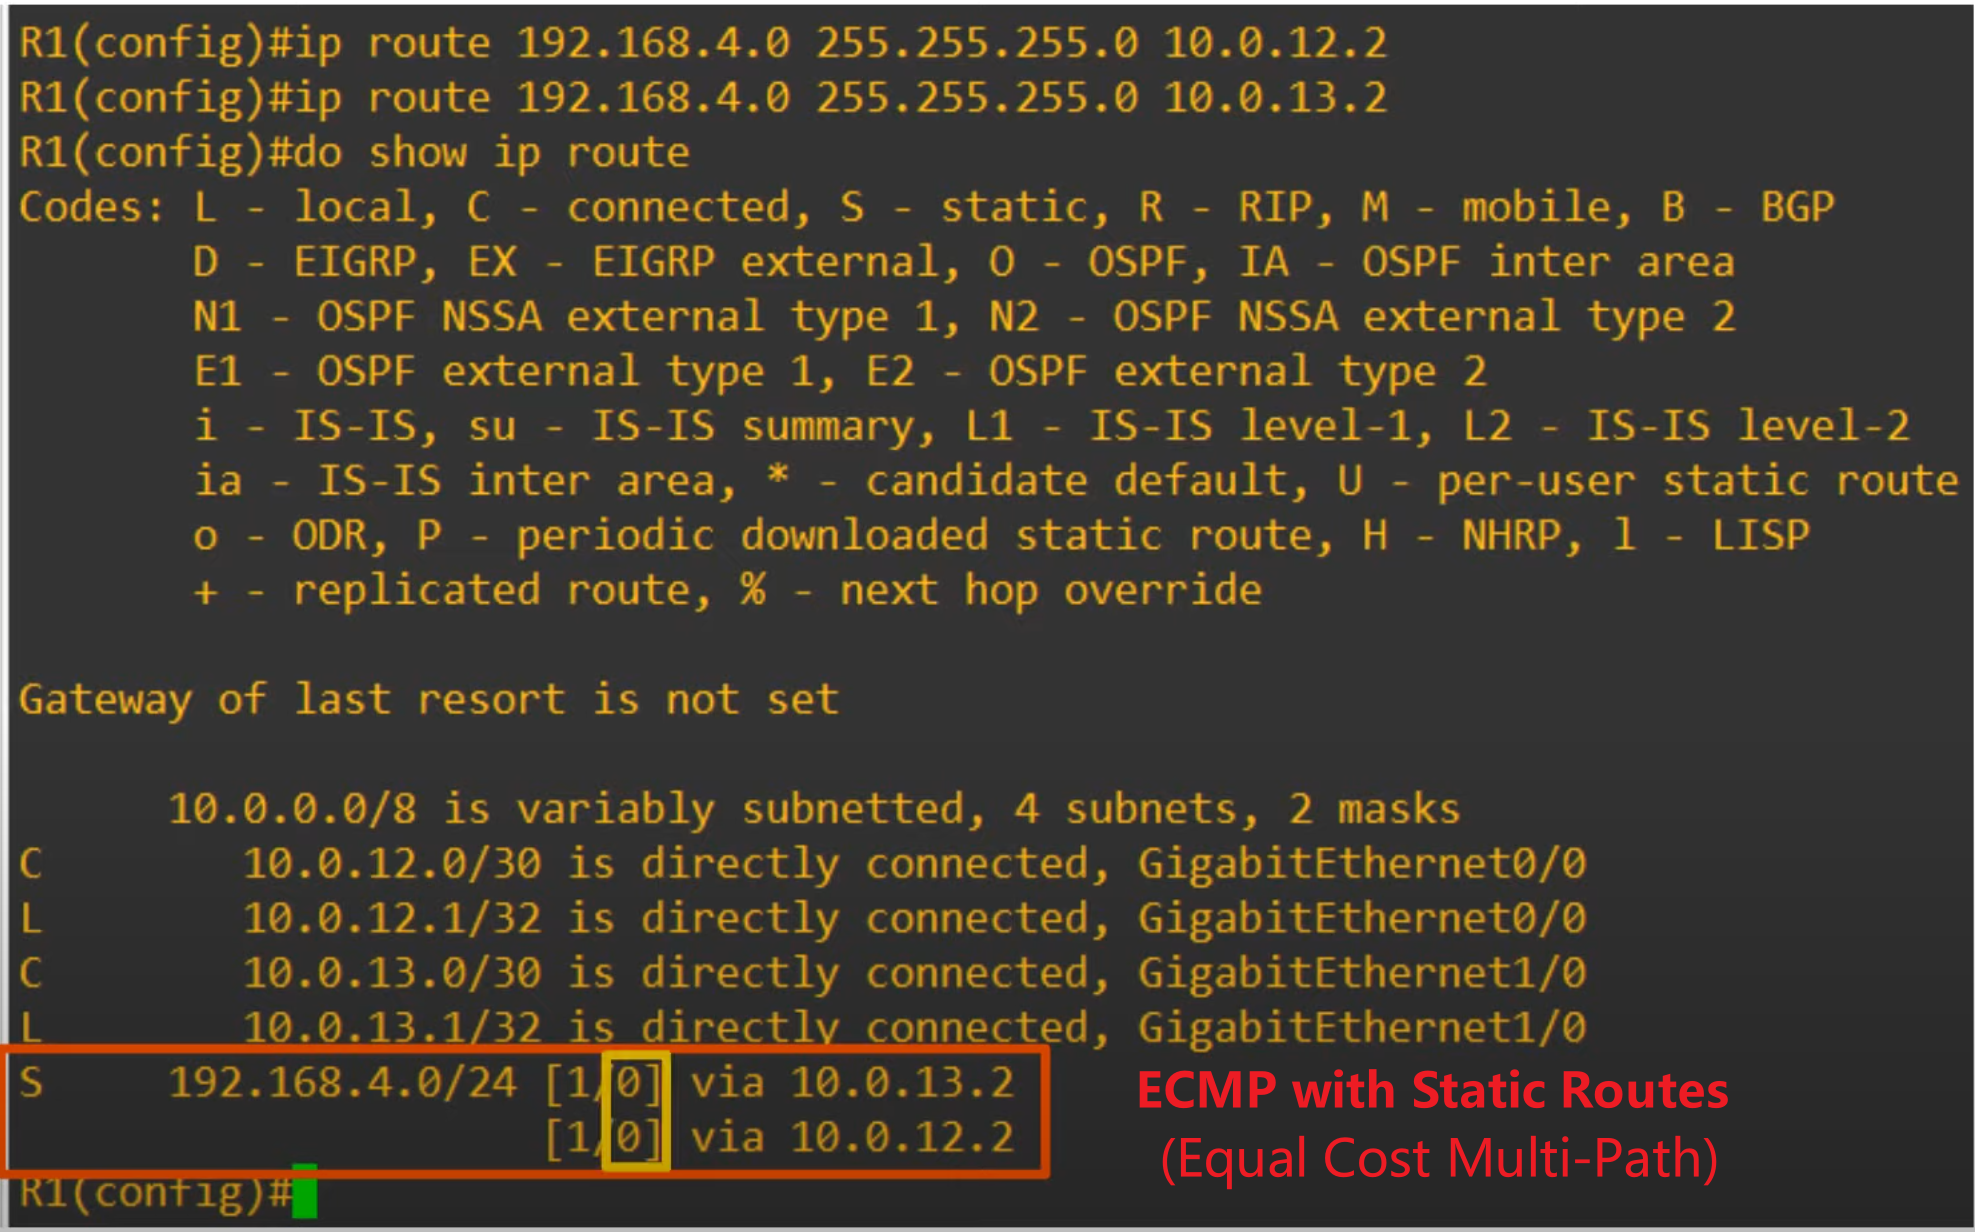 R1(config)#ip route 192.168.4.0 255.255.255.0 10.0.12.2
R1(config)#ip route 192.168.4.0 255.255.255.0 10.0.13.2
R1(config)#do show ip route
Codes: L - local, C - connected, S - static, R - RIP, M - mobile, B - BGP
D - EIGRP, EX - EIGRP external, O - OSPF, IA - OSPF inter area
N1 - OSPF NSSA external type 1, N2 - OSPF NSSA external type 2
E1 - OSPF external type 1, E2 - OSPF external type 2
i - IS-IS, su - IS-IS summary, L1 - IS-IS level-1, L2 - IS-IS level-2
ia - IS-IS inter area, * - candidate default, U - per-user static route
o - ODR, P - periodic downloaded static route, H - NHRP, l - LISP
+ - replicated route, % - next hop override
Gateway of last resort is not set
10.0.0.0/8 is variably subnetted, 4 subnets, 2 masks
C 10.0.12.0/30 is directly connected, GigabitEthernet0/0
L 10.0.12.1/32 is directly connected, GigabitEthernet0/0
C 10.0.13.0/30 is directly connected, GigabitEthernet1/0
L 10.0.13.1/32 is directly connected, GigabitEthernet1/0
S 192.168.4.0/24 [1/0] via 10.0.13.2
[1/0] via 10.0.12.2
ECMP with Static Routes
(Equal Cost Multi-Path)
R1(config)#